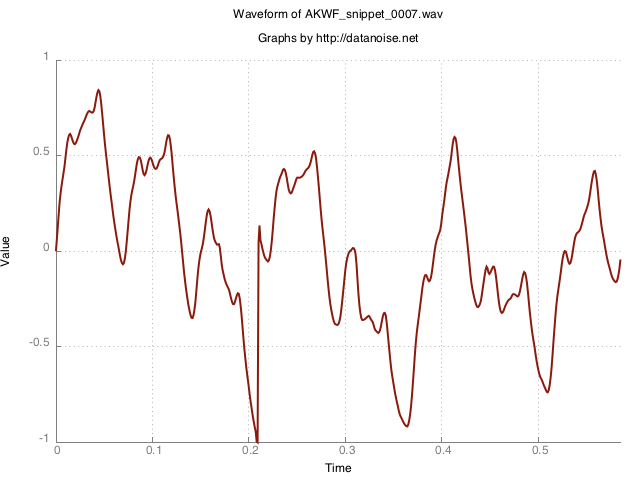 Waveform of AKWF_snippet_0007.wav
Graphs by http://datanoise.net
1
0.5
0
-0.5
-1
Value
0 0.1 0.2 0.3 0.4 0.5
Time